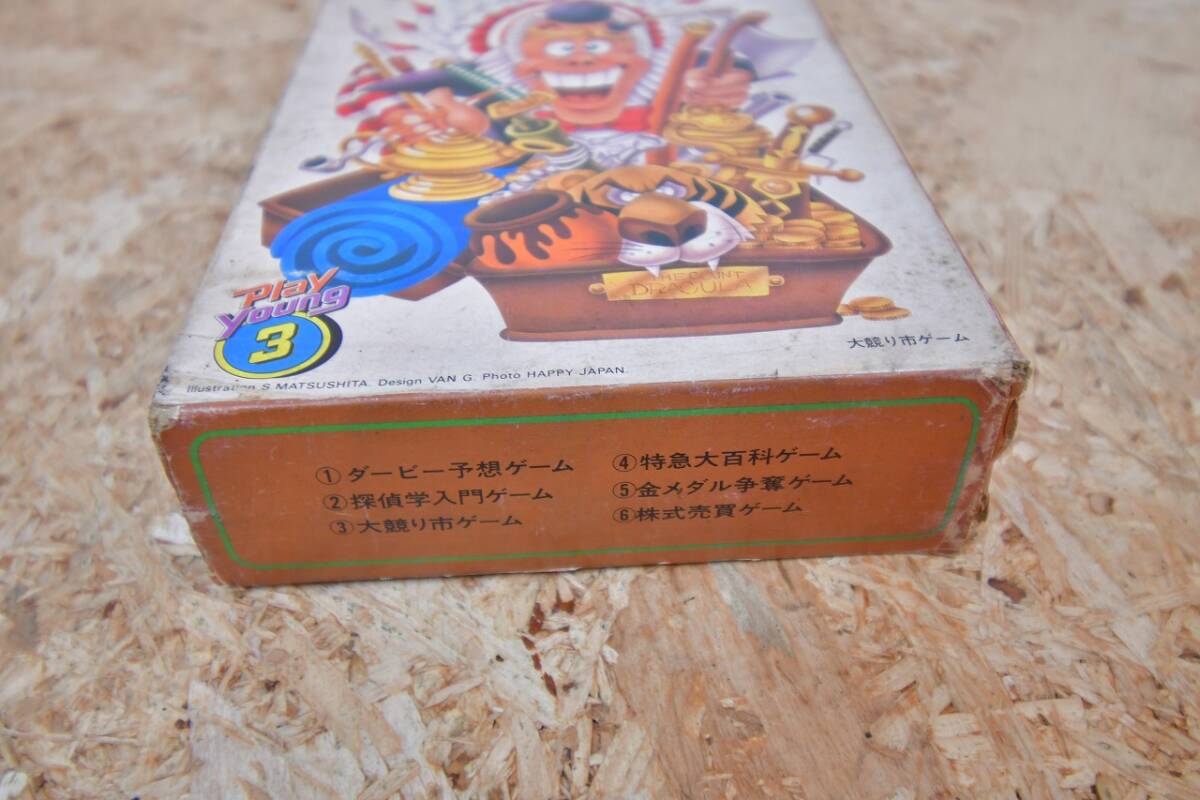 THE COUNT
DRACULA
Play
Young
3
大競り市ゲーム
Illustration S.MATSUSHITA. Design VAN G. Photo HAPPY JAPAN.
①ダービー予想ゲーム
②探偵学入門ゲーム
③大競り市ゲーム
④特急大百科ゲーム
⑤金メダル争奪ゲーム
⑥株式売買ゲーム